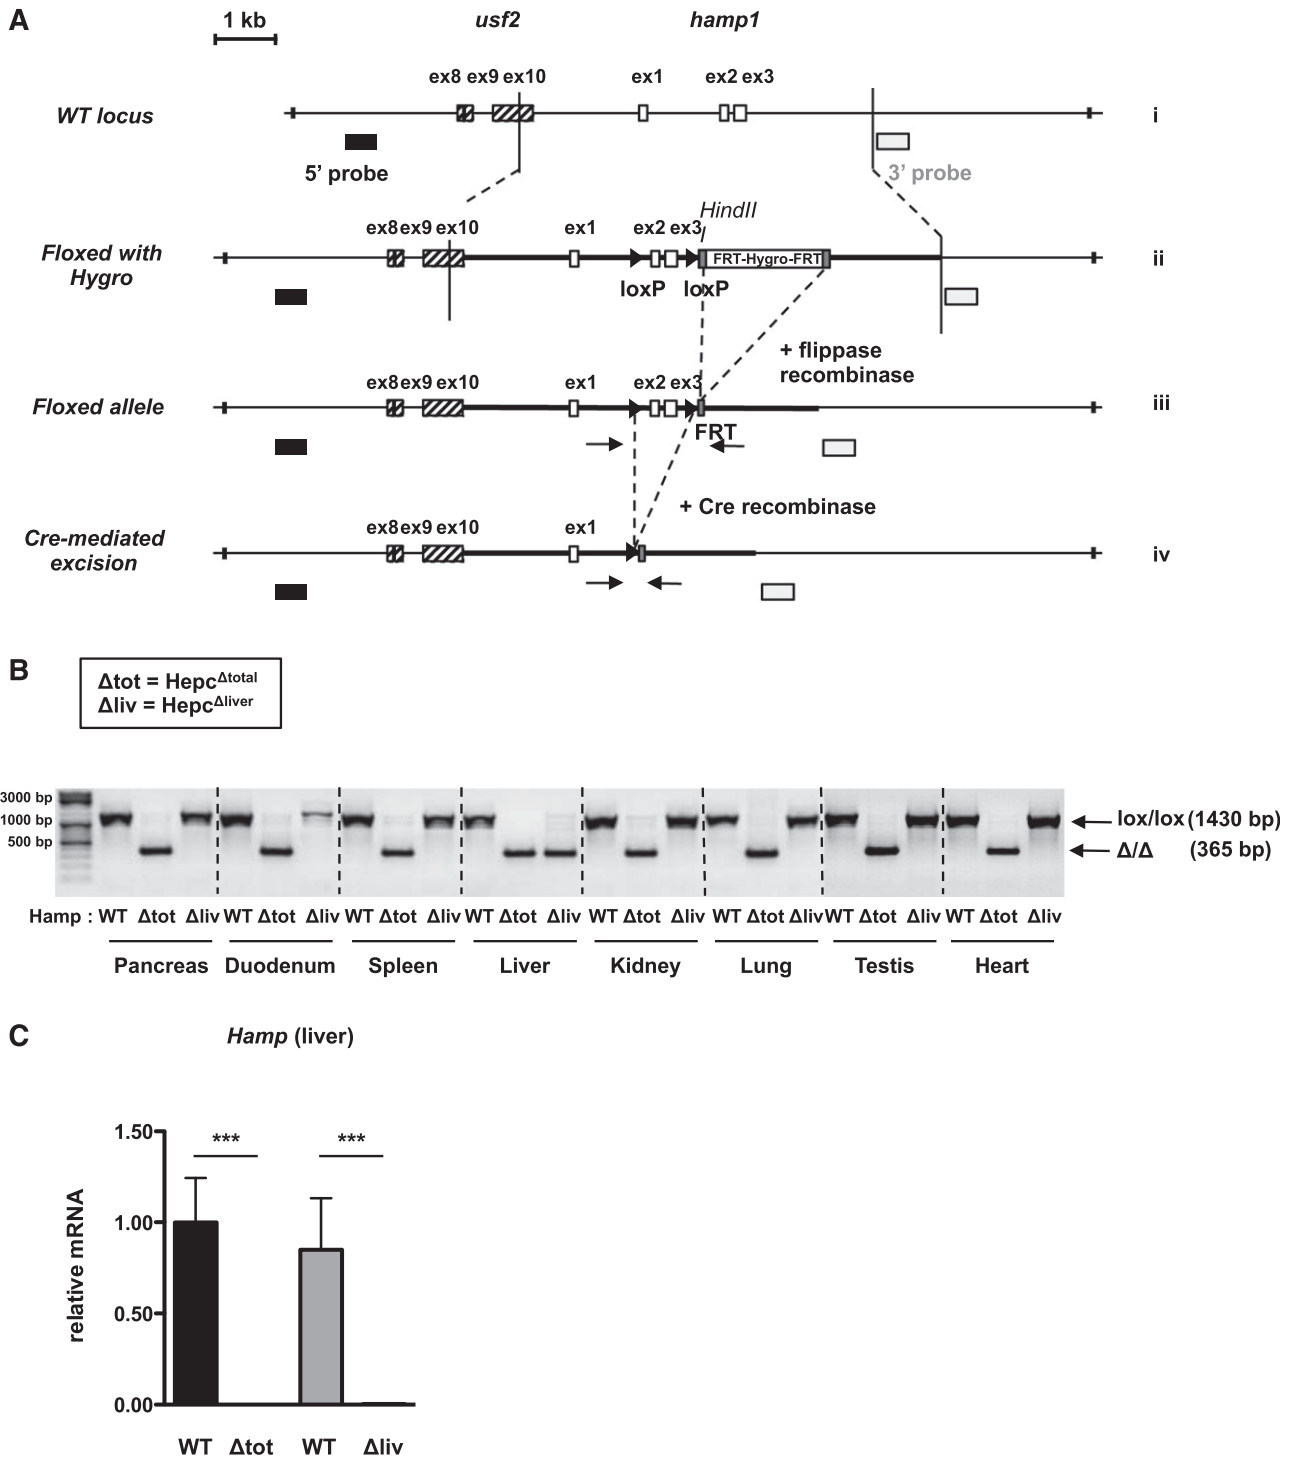 A
1 kb
usf2
hamp1
ex8 ex9 ex10
ex1
ex2 ex3
WT locus
i
5’ probe
3’ probe
HindII
ex8 ex9 ex10
ex1
ex2 ex3
Floxed with
Hygro
FRT-Hygro-FRT
ii
loxP
loxP
+ flippase
recombinase
ex8 ex9 ex10
ex1
ex2 ex3
Floxed allele
iii
FRT
+ Cre recombinase
ex8 ex9 ex10
ex1
Cre-mediated
excision
iv
B
Δtot = HepcΔtotal
Δliv = HepcΔliver
3000 bp
1000 bp
500 bp
lox/lox (1430 bp)
Δ/Δ (365 bp)
Hamp : WT Δtot Δliv WT Δtot Δliv WT Δtot Δliv WT Δtot Δliv WT Δtot Δliv WT Δtot Δliv WT Δtot Δliv WT Δtot Δliv
Pancreas Duodenum Spleen Liver Kidney Lung Testis Heart
C
Hamp (liver)
relative mRNA
1.50
1.00
0.50
0.00
*** ***
WT Δtot WT Δliv